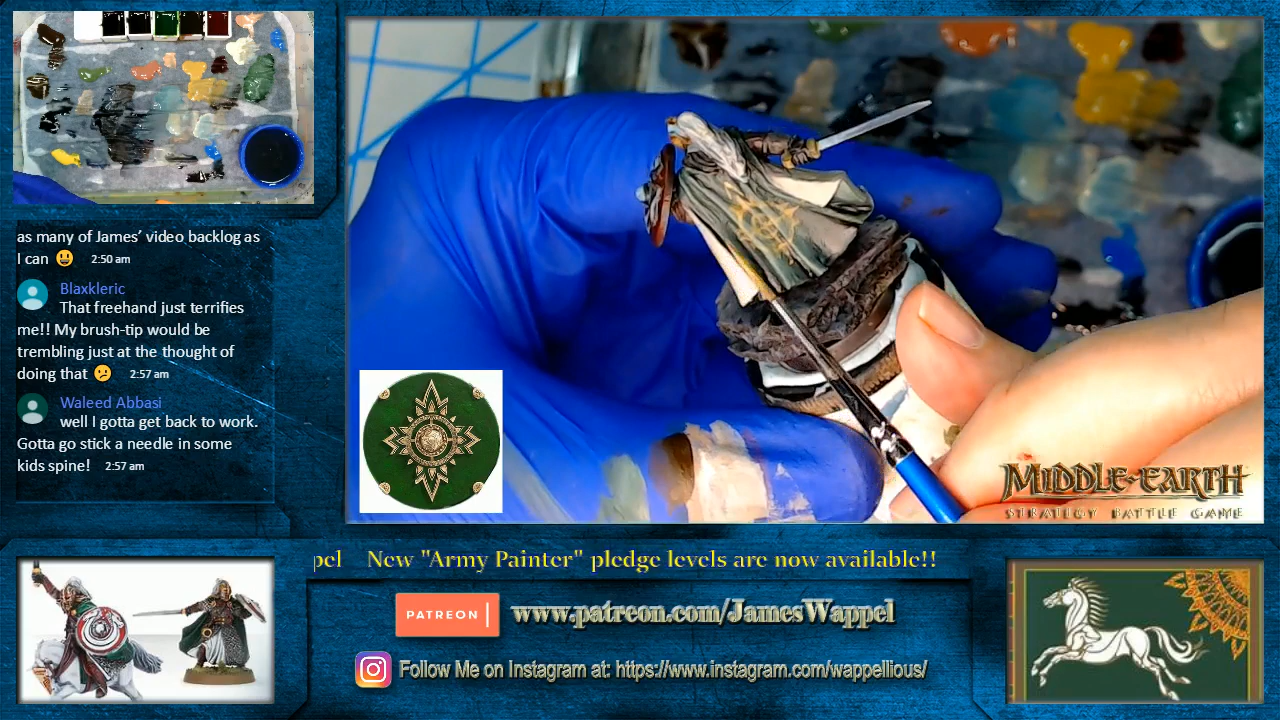 as many of James’ video backlog as
I can 😃 2:50 am
Blaxkleric
That freehand just terrifies
me!! My brush-tip would be
trembling just at the thought of
doing that 😕 2:57 am
Waleed Abbasi
well I gotta get back to work.
Gotta go stick a needle in some
kids spine! 2:57 am
MIDDLE-EARTH
STRATEGY BATTLE GAME
pel New "Army Painter" pledge levels are now available!!
PATREON www.patreon.com/JamesWappel
Follow Me on Instagram at: https://www.instagram.com/wappellious/